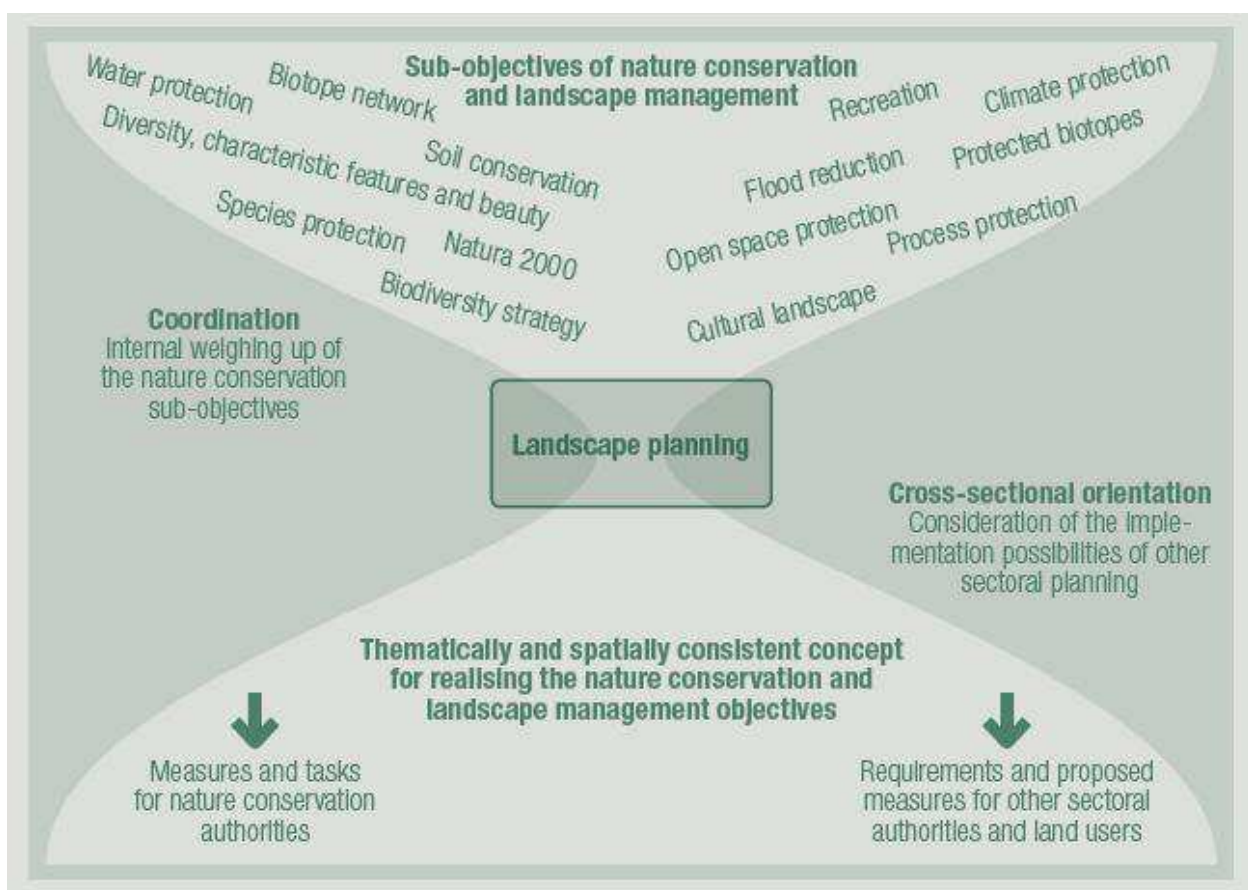 Sub-objectives of nature conservation
and landscape management
Water protection
Biotope network
Recreation
Climate protection
Diversity, characteristic features and beauty
Soil conservation
Flood reduction
Protected biotopes
Species protection
Natura 2000
Open space protection
Process protection
Biodiversity strategy
Cultural landscape
Coordination
Internal weighing up of
the nature conservation
sub-objectives
Landscape planning
Cross-sectional orientation
Consideration of the imple-
mentation possibilities of other
sectoral planning
Thematically and spatially consistent concept
for realising the nature conservation and
landscape management objectives
Measures and tasks
for nature conservation
authorities
Requirements and proposed
measures for other sectoral
authorities and land users